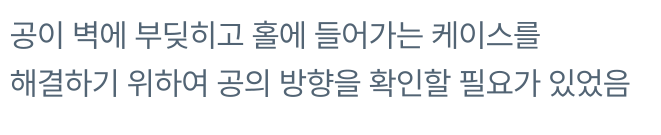 공이 벽에 부딪히고 홀에 들어가는 케이스를
해결하기 위하여 공의 방향을 확인할 필요가 있었음